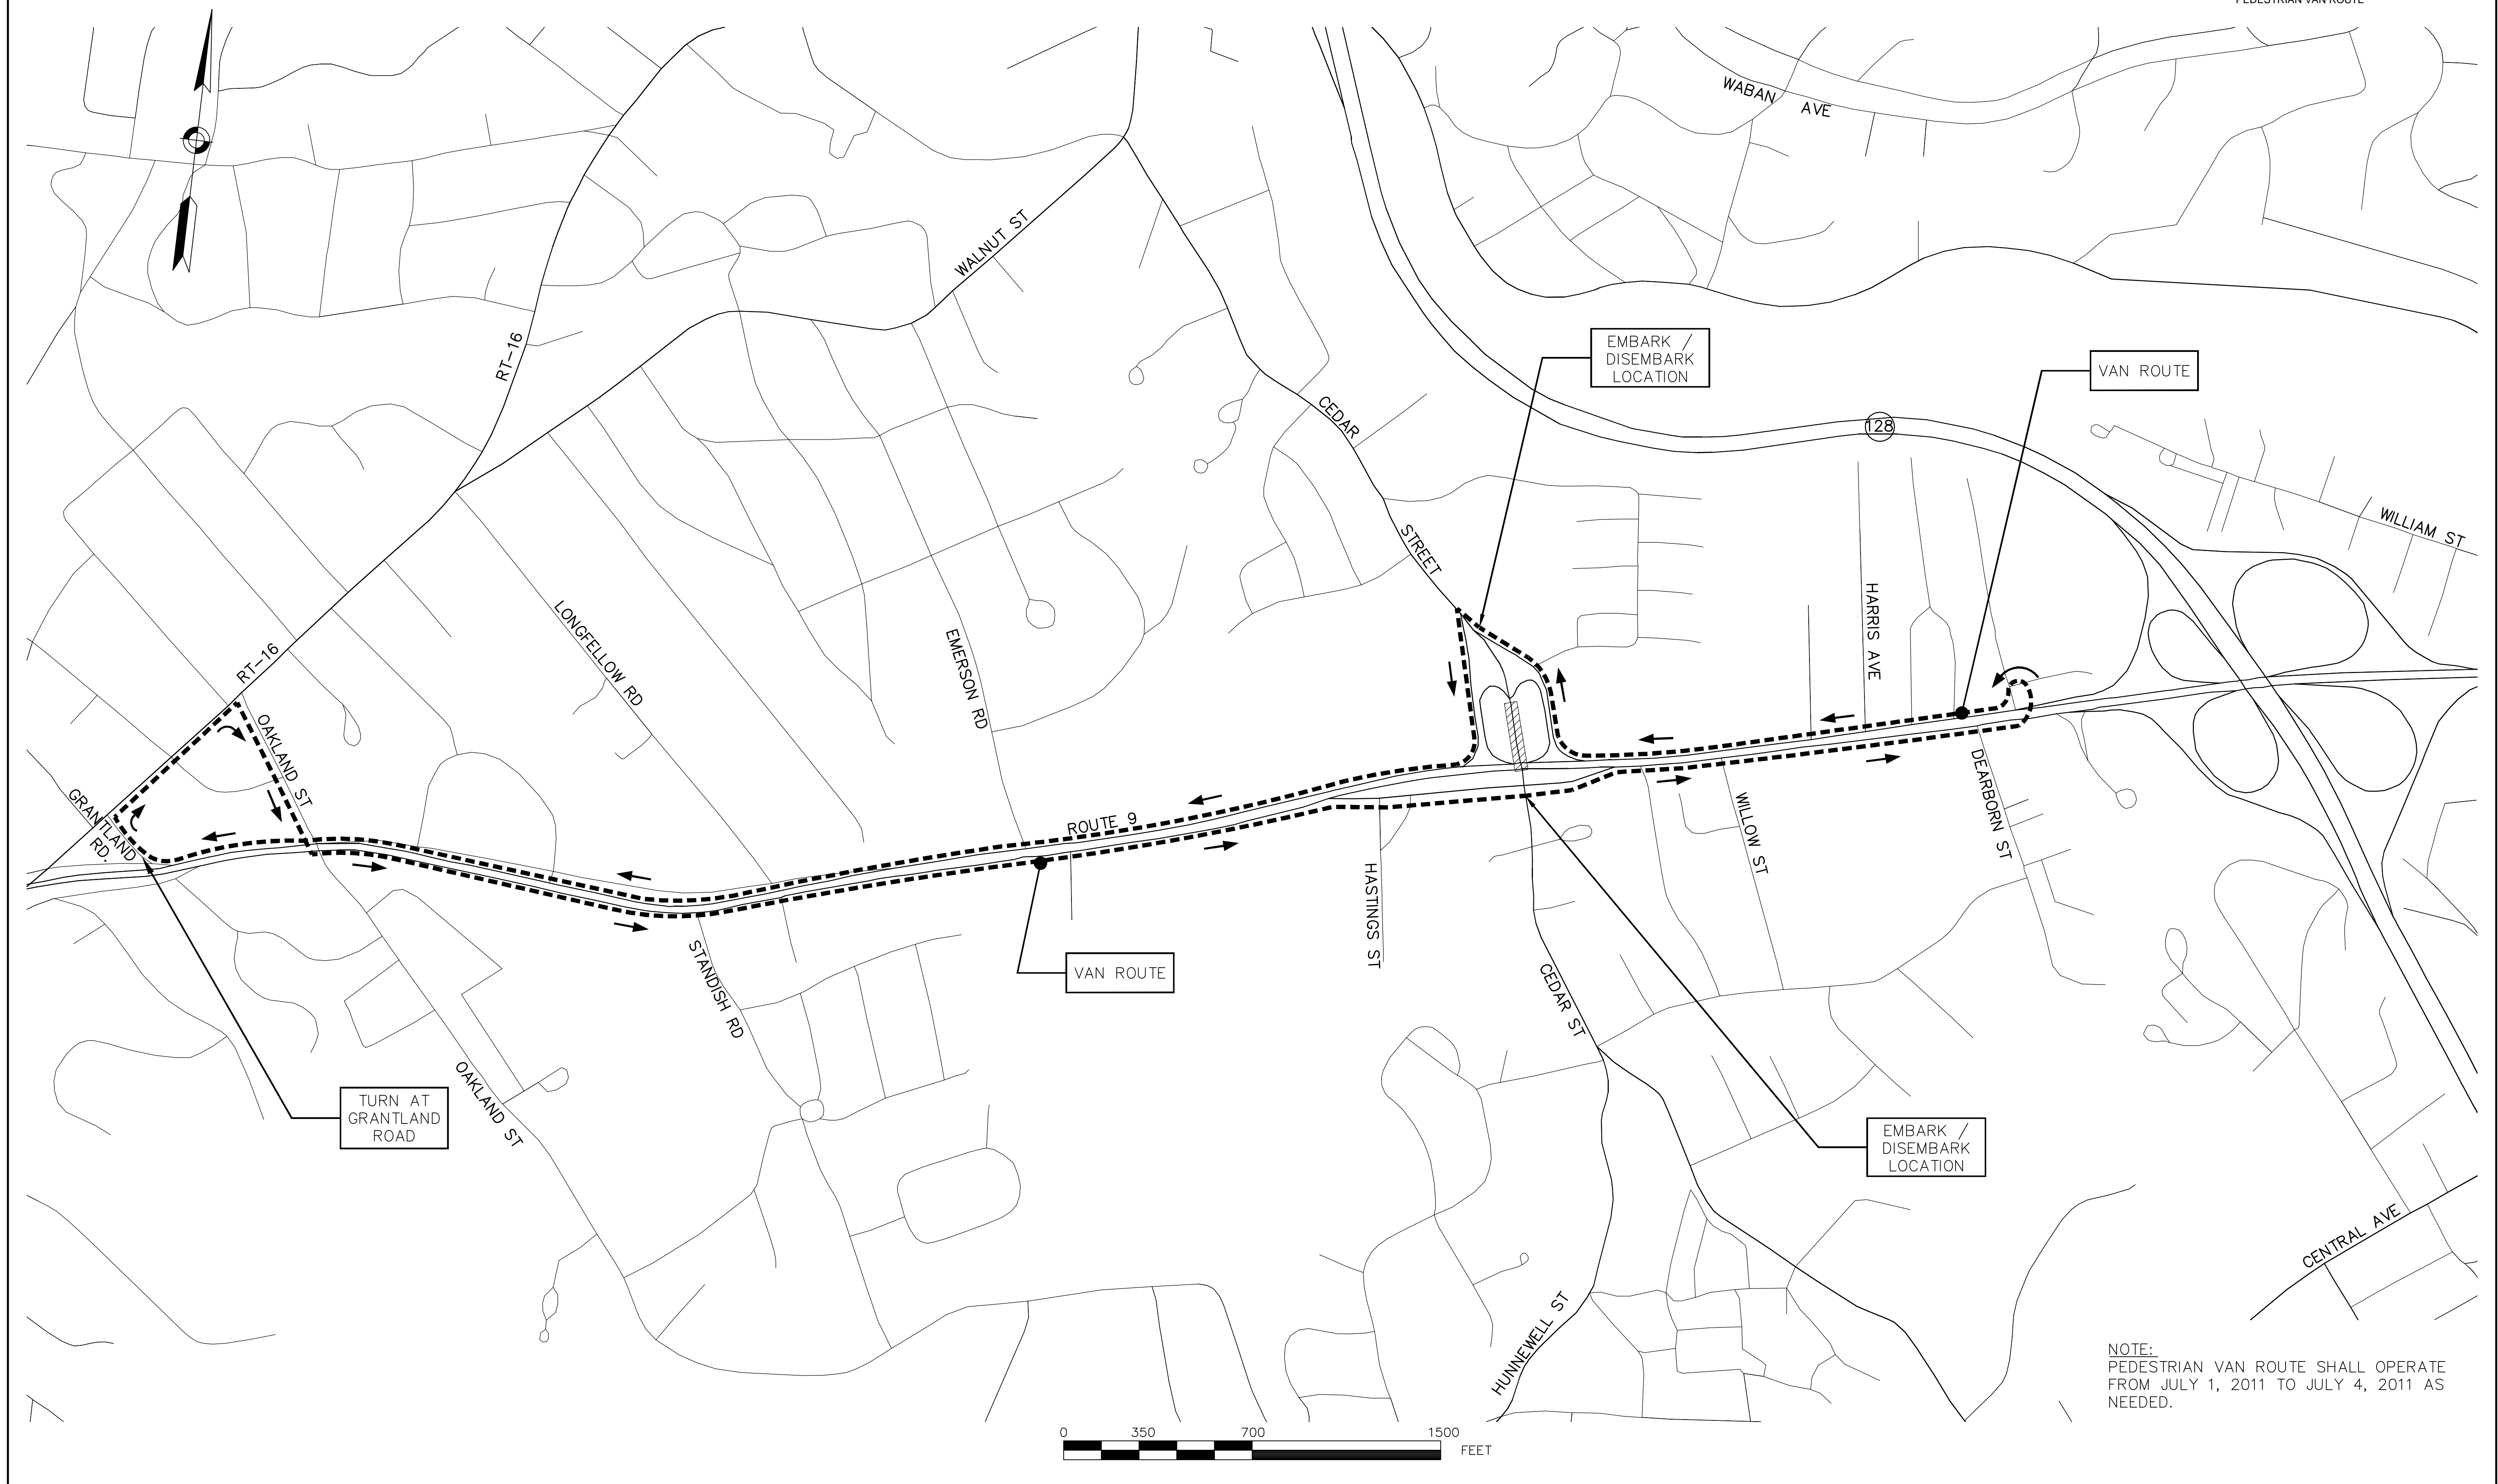 PEDESTRIAN VAN ROUTE
WABAN AVE
WALNUT ST
RT-16
EMBARK /
DISEMBARK
LOCATION
VAN ROUTE
CEDAR
STREET
128
WILLIAM ST
HARRIS AVE
LONGFELLOW RD
EMERSON RD
RT-16
OAKLAND ST
GRANTLAND
RD.
ROUTE 9
DEARBORN ST
WILLOW ST
HASTINGS ST
STANDISH RD
VAN ROUTE
CEDAR ST
OAKLAND ST
TURN AT
GRANTLAND
ROAD
EMBARK /
DISEMBARK
LOCATION
CENTRAL AVE
HUNNEWELL ST
NOTE:
PEDESTRIAN VAN ROUTE SHALL OPERATE
FROM JULY 1, 2011 TO JULY 4, 2011 AS
NEEDED.
0 350 700 1500
FEET